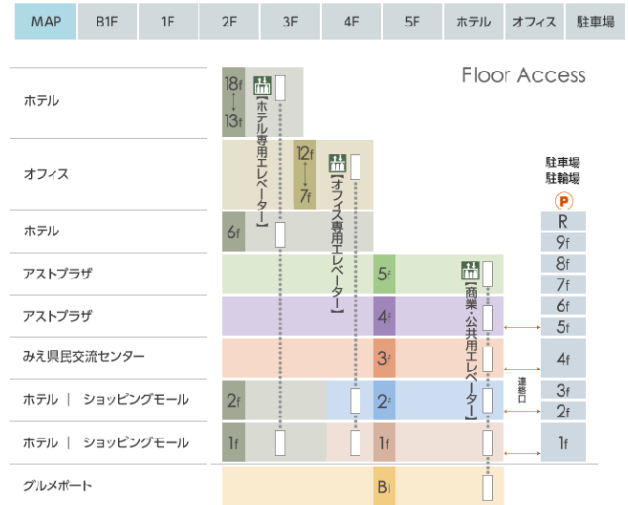 MAP B1F 1F 2F 3F 4F 5F ホテル オフィス 駐車場
Floor Access
ホテル
18f
13f
【ホテル専用エレベーター】
オフィス
12f
7f
【オフィス専用エレベーター】
駐車場
駐輪場
P
R
ホテル
6f
9f
アストプラザ
5f
【商業・公共用エレベーター】
8f
7f
アストプラザ
4f
6f
5f
みえ県民交流センター
3f
4f
連絡口
ホテル | ショッピングモール
2f
2f
3f
2f
ホテル | ショッピングモール
1f
1f
1f
グルメポート
B1